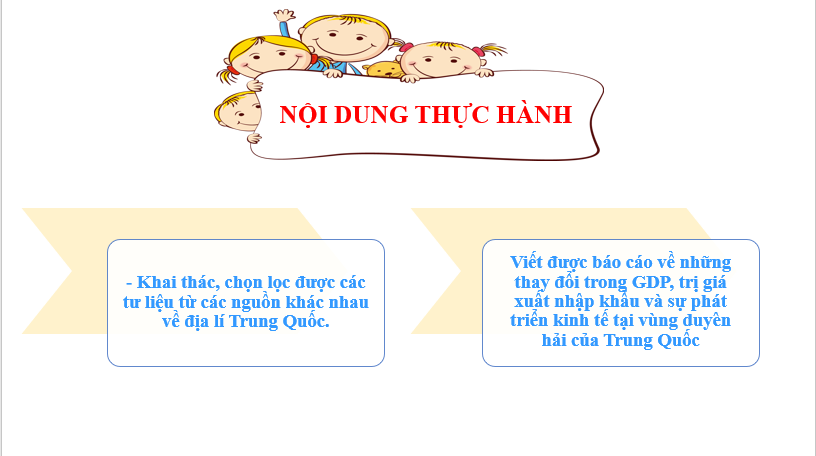 NỘI DUNG THỰC HÀNH
- Khai thác, chọn lọc được các
tư liệu từ các nguồn khác nhau
về địa lí Trung Quốc.
Viết được báo cáo về những
thay đổi trong GDP, trị giá
xuất nhập khẩu và sự phát
triển kinh tế tại vùng duyên
hải của Trung Quốc